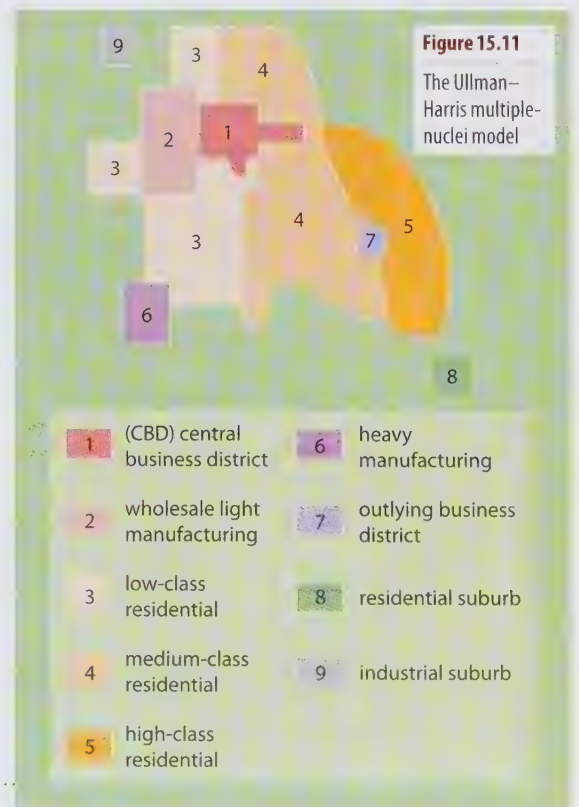 Figure 15.11
The Ullman–
Harris multiple-
nuclei model
9
3
4
2
1
3
3
4
7
5
6
8
1 (CBD) central
business district
2 wholesale light
manufacturing
3 low-class
residential
4 medium-class
residential
5 high-class
residential
6 heavy
manufacturing
7 outlying business
district
8 residential suburb
9 industrial suburb